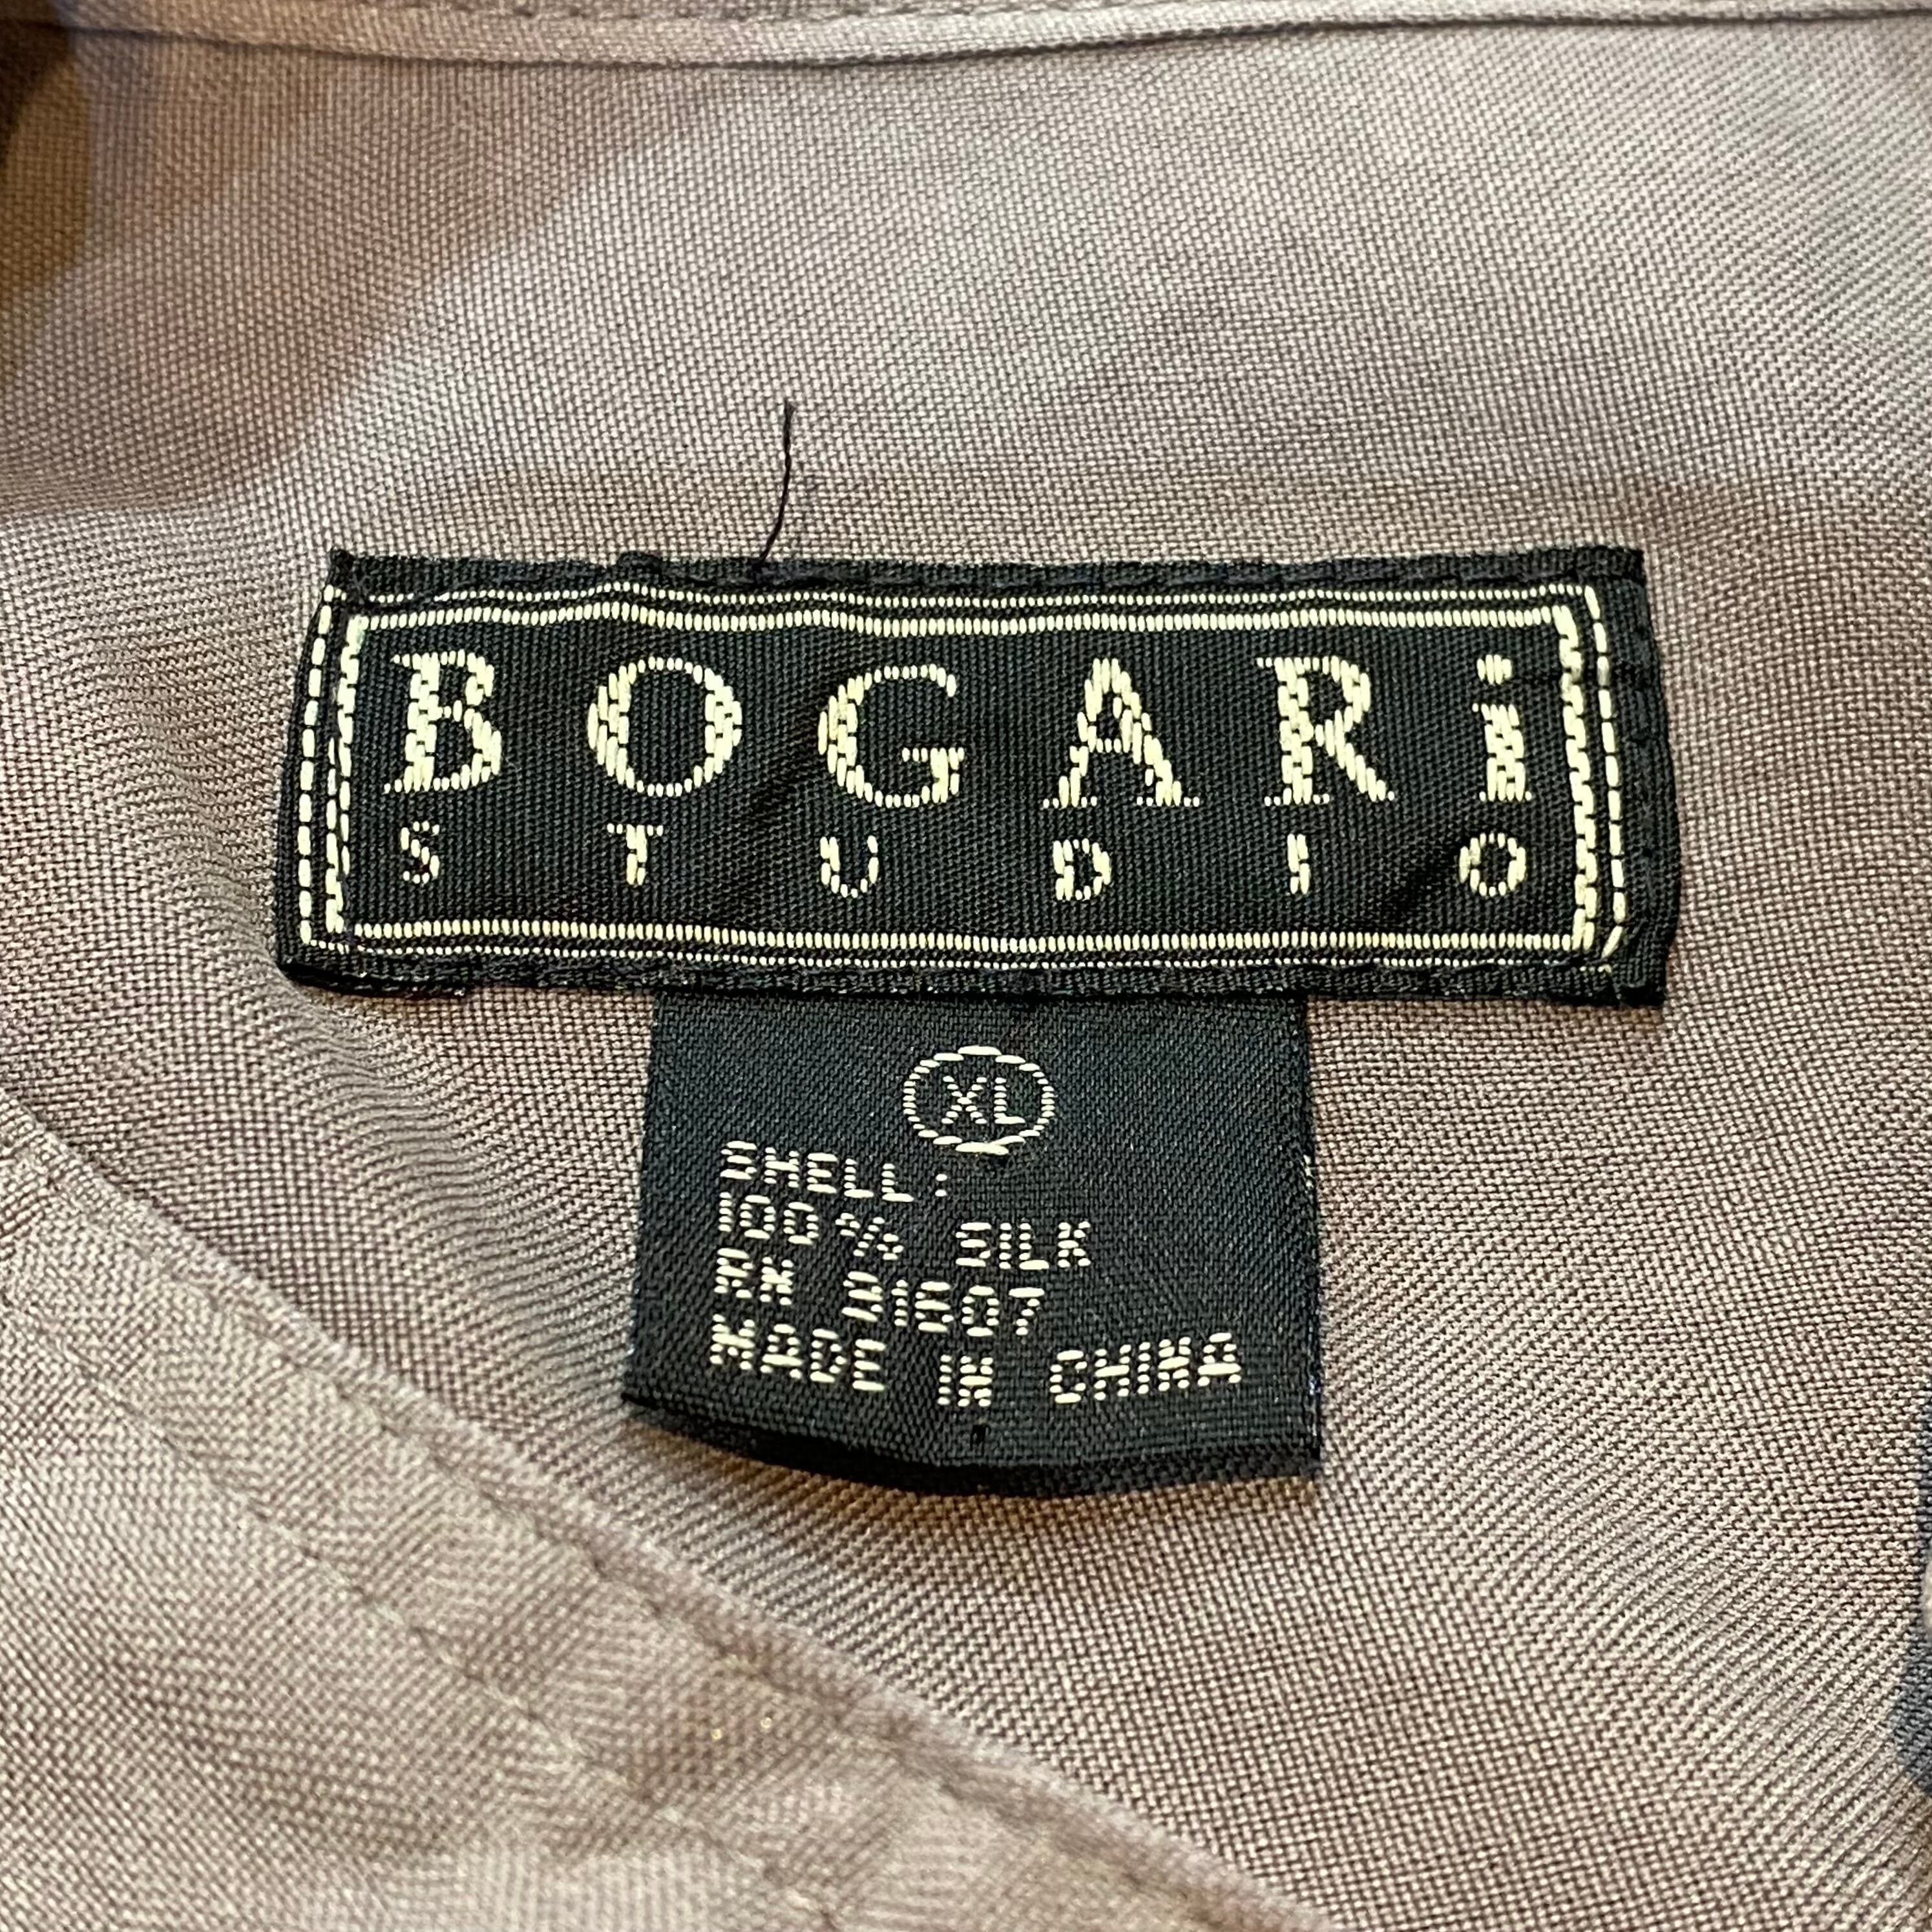 BOGARi
STUDIO
XL
SHELL:
100% SILK
RN 91607
MADE IN CHINA